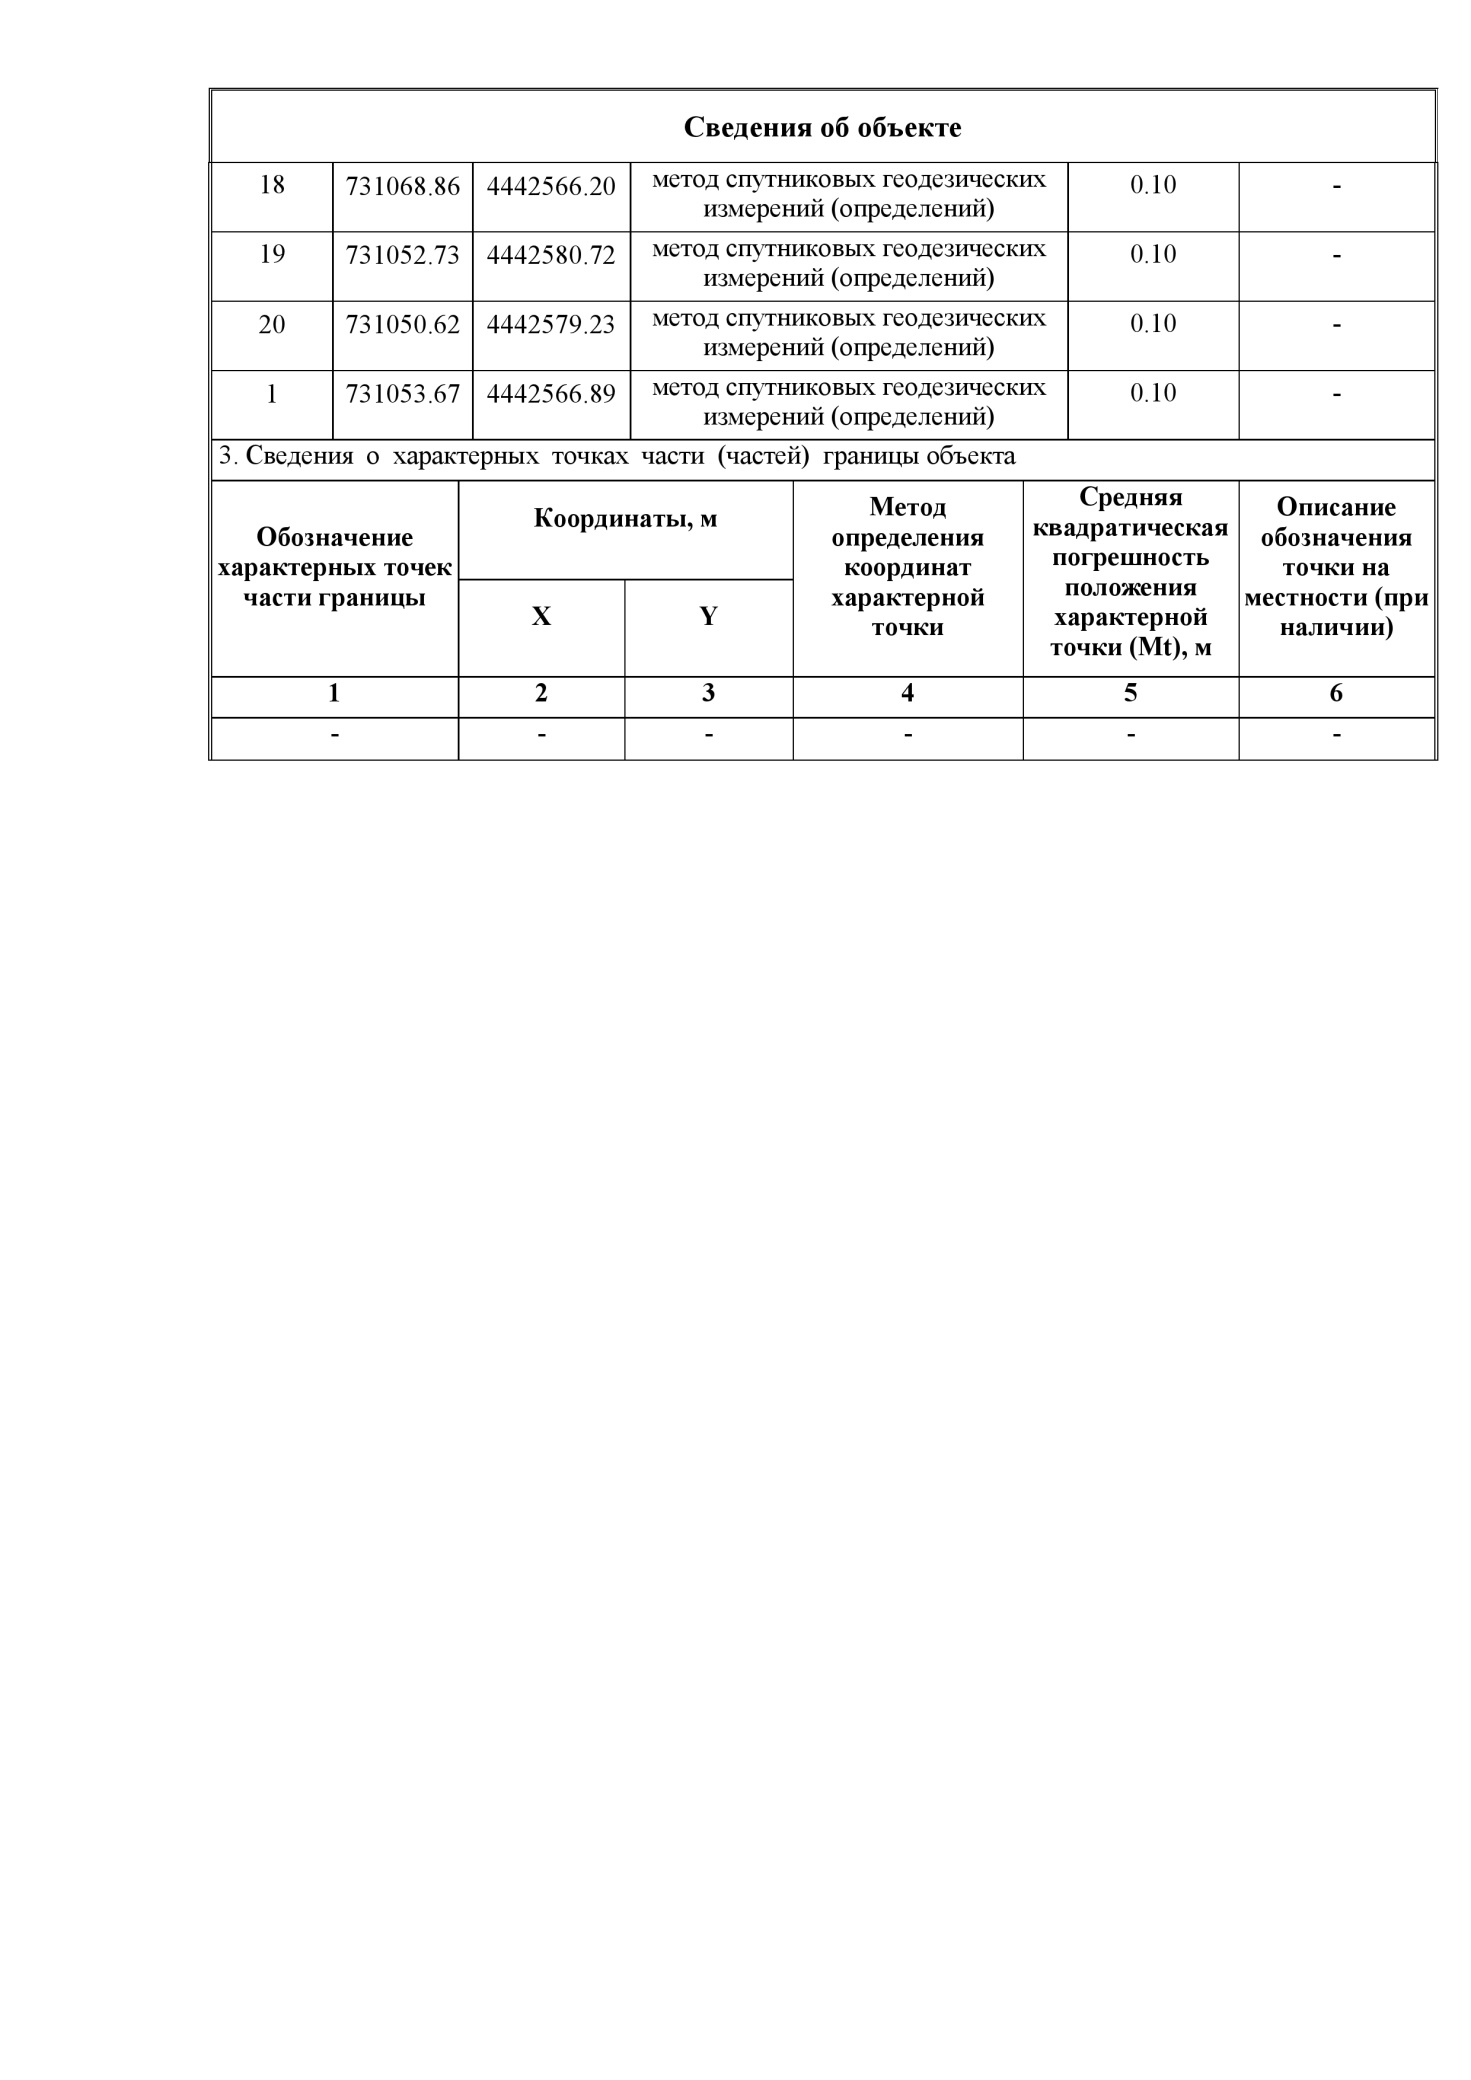 Сведения об объекте
18 731068.86 4442566.20 метод спутниковых геодезических измерений (определений) 0.10 -
19 731052.73 4442580.72 метод спутниковых геодезических измерений (определений) 0.10 -
20 731050.62 4442579.23 метод спутниковых геодезических измерений (определений) 0.10 -
1 731053.67 4442566.89 метод спутниковых геодезических измерений (определений) 0.10 -
3. Сведения о характерных точках части (частей) границы объекта
Обозначение
характерных точек
части границы
Координаты, м
X Y
Метод
определения
координат
характерной
точки
Средняя
квадратическая
погрешность
положения
характерной
точки (Mt), м
Описание
обозначения
точки на
местности (при
наличии)
1 2 3 4 5 6
- - - - - -